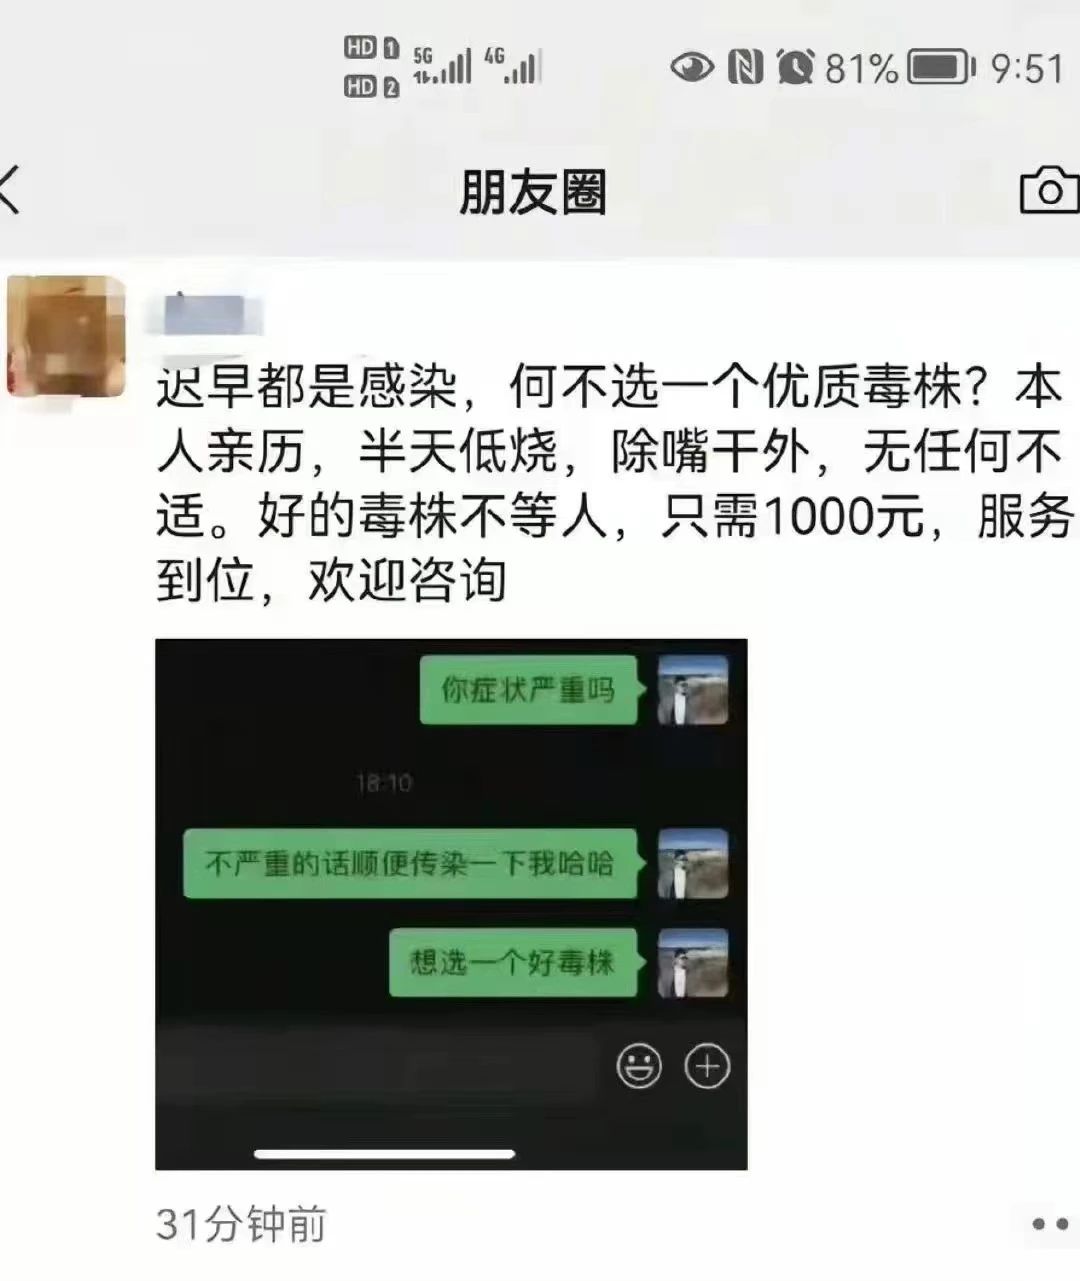 HD 1 5G 4G 81% 9:51
HD 2
朋友圈
迟早都是感染，何不选一个优质毒株？本
人亲历，半天低烧，除嘴干外，无任何不
适。好的毒株不等人，只需1000元，服务
到位，欢迎咨询
你症状严重吗
18:10
不严重的话顺便传染一下我哈哈
想选一个好毒株
31分钟前